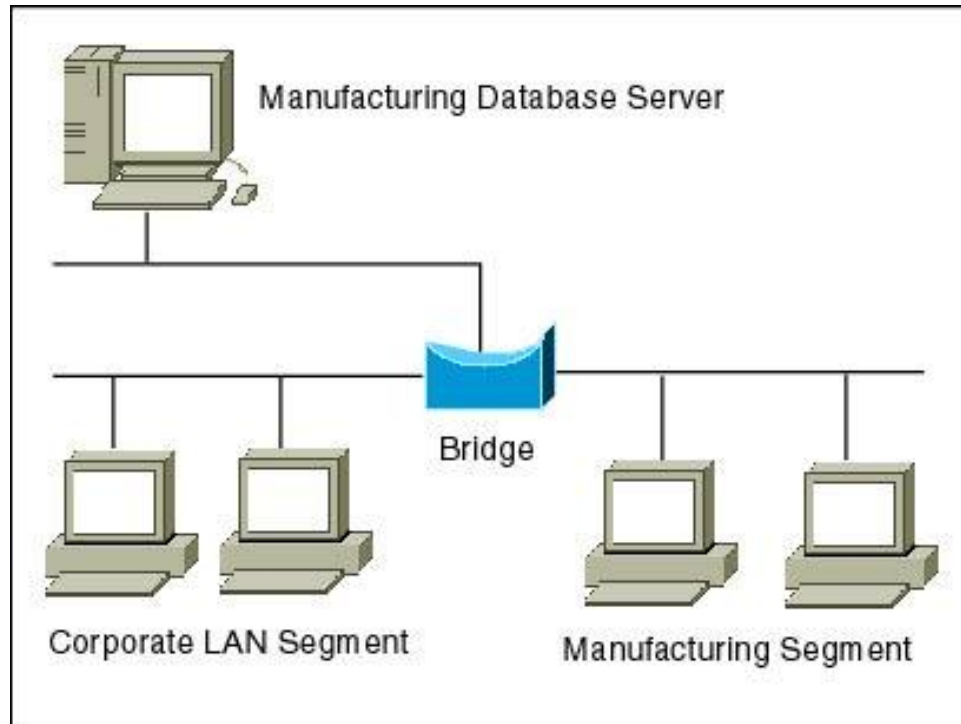 Manufacturing Database Server
Bridge
Corporate LAN Segment
Manufacturing Segment